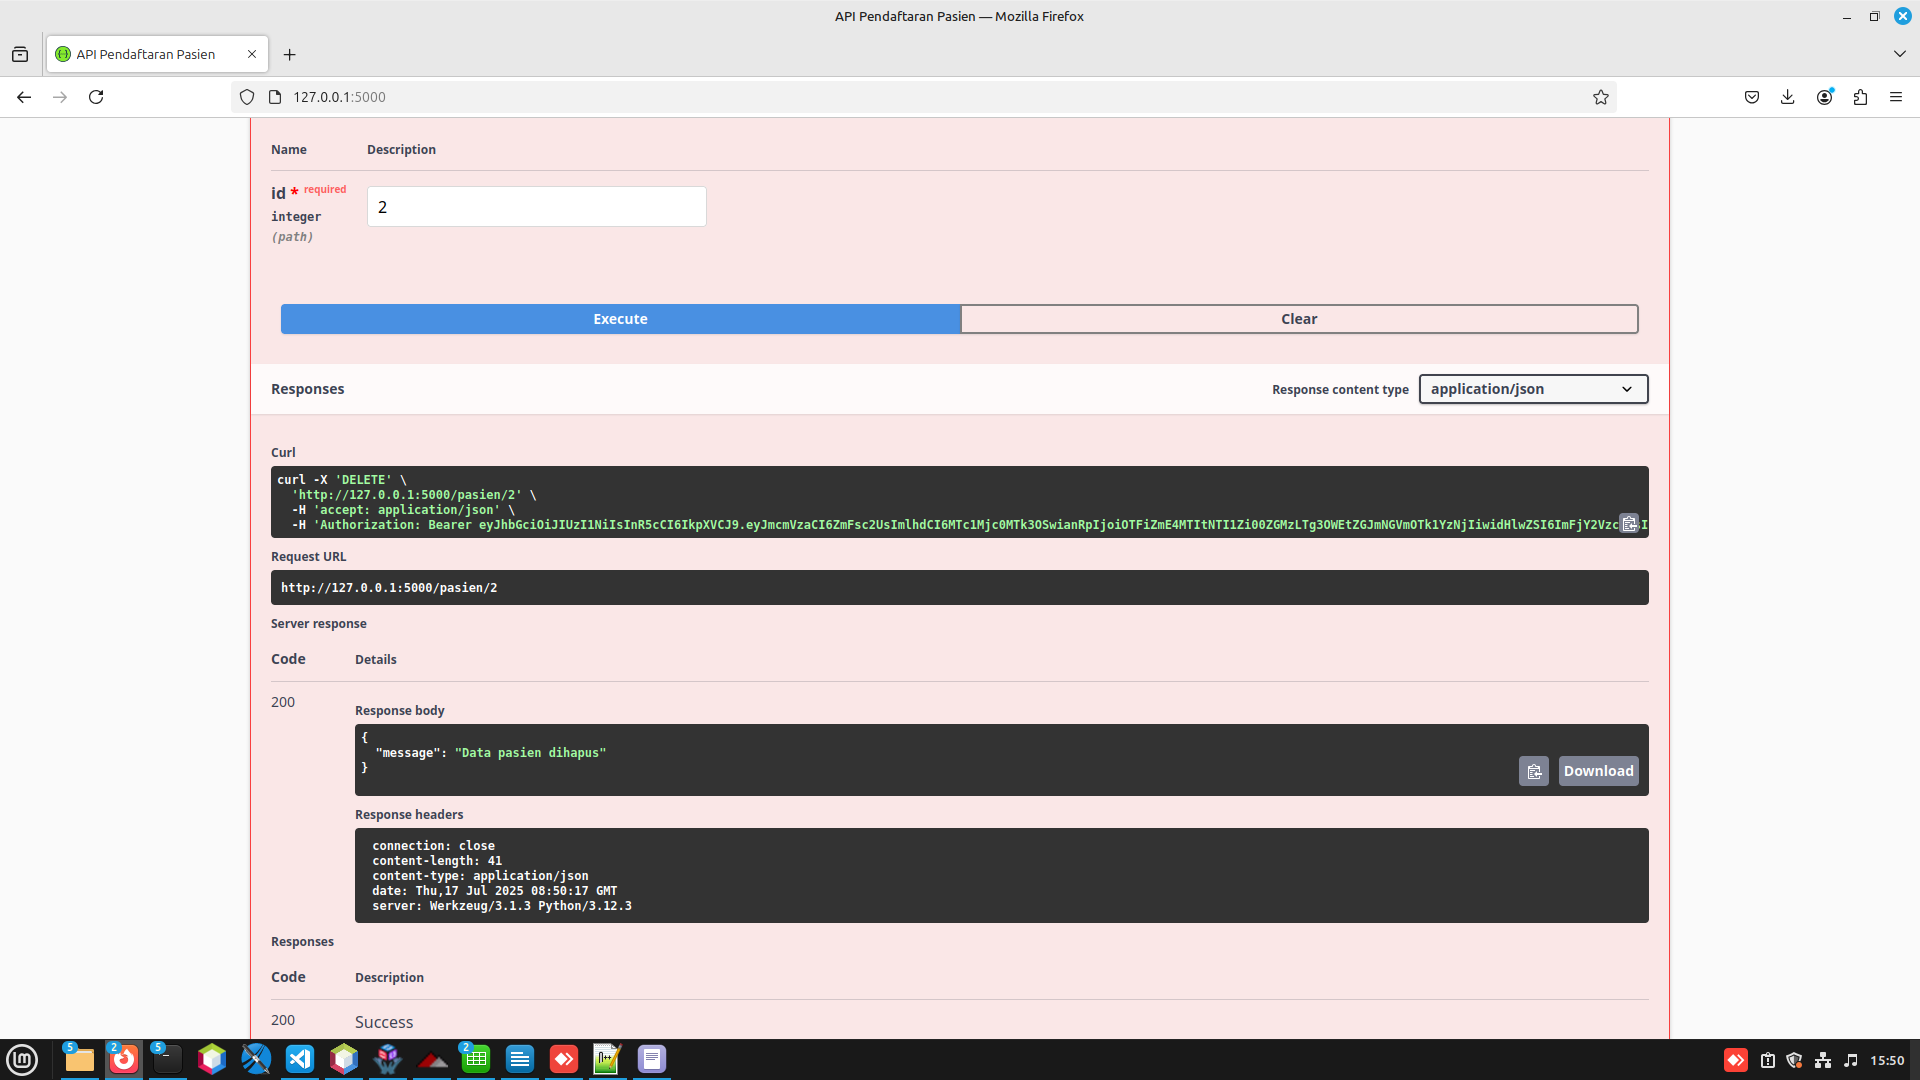 API Pendaftaran Pasien — Mozilla Firefox
API Pendaftaran Pasien
127.0.0.1:5000
Name Description
id * required
integer
(path)
2
Execute Clear
Responses Response content type application/json
Curl
curl -X 'DELETE' \
'http://127.0.0.1:5000/pasien/2' \
-H 'accept: application/json' \
-H 'Authorization: Bearer
Request URL
http://127.0.0.1:5000/pasien/2
Server response
Code Details
200
Response body
{
"message": "Data pasien dihapus"
}
Download
Response headers
connection: close
content-length: 41
content-type: application/json
date: Thu,17 Jul 2025 08:50:17 GMT
server: Werkzeug/3.1.3 Python/3.12.3
Responses
Code Description
200 Success
5 2 5 2
15:50